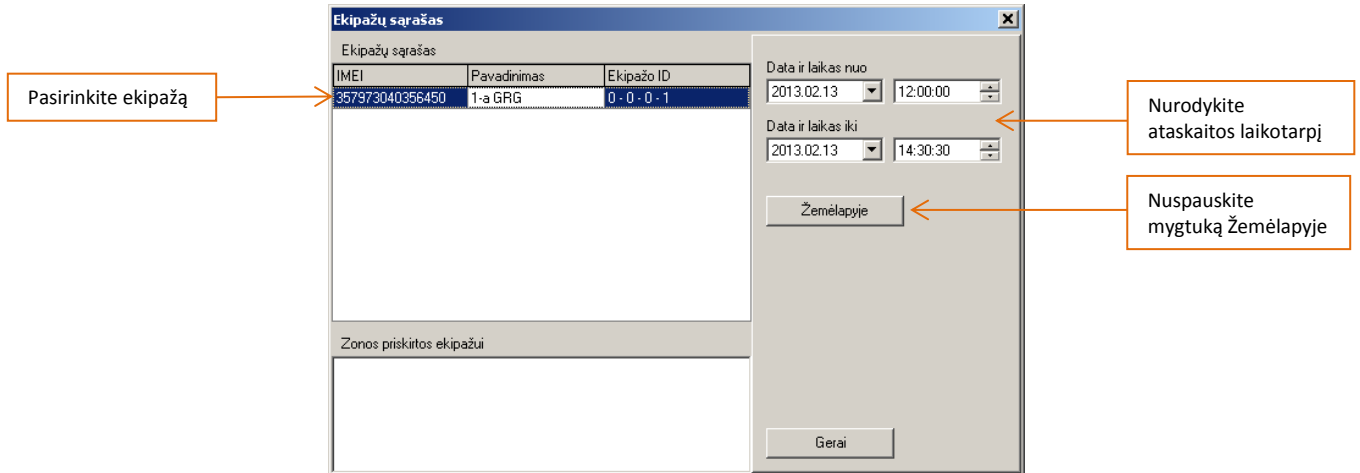 Ekipažų sąrašas
Ekipažų sąrašas
IMEI Pavadinimas Ekipažo ID
357973040356450 1-a GRG 0 - 0 - 0 - 1
Pasirinkite ekipažą
Data ir laikas nuo
2013.02.13 12:00:00
Data ir laikas iki
2013.02.13 14:30:30
Nurodykite
ataskaitos laikotarpį
Žemėlapyje
Nuspauskite
mygtuką Žemėlapyje
Zonos priskirtos ekipažui
Gerai